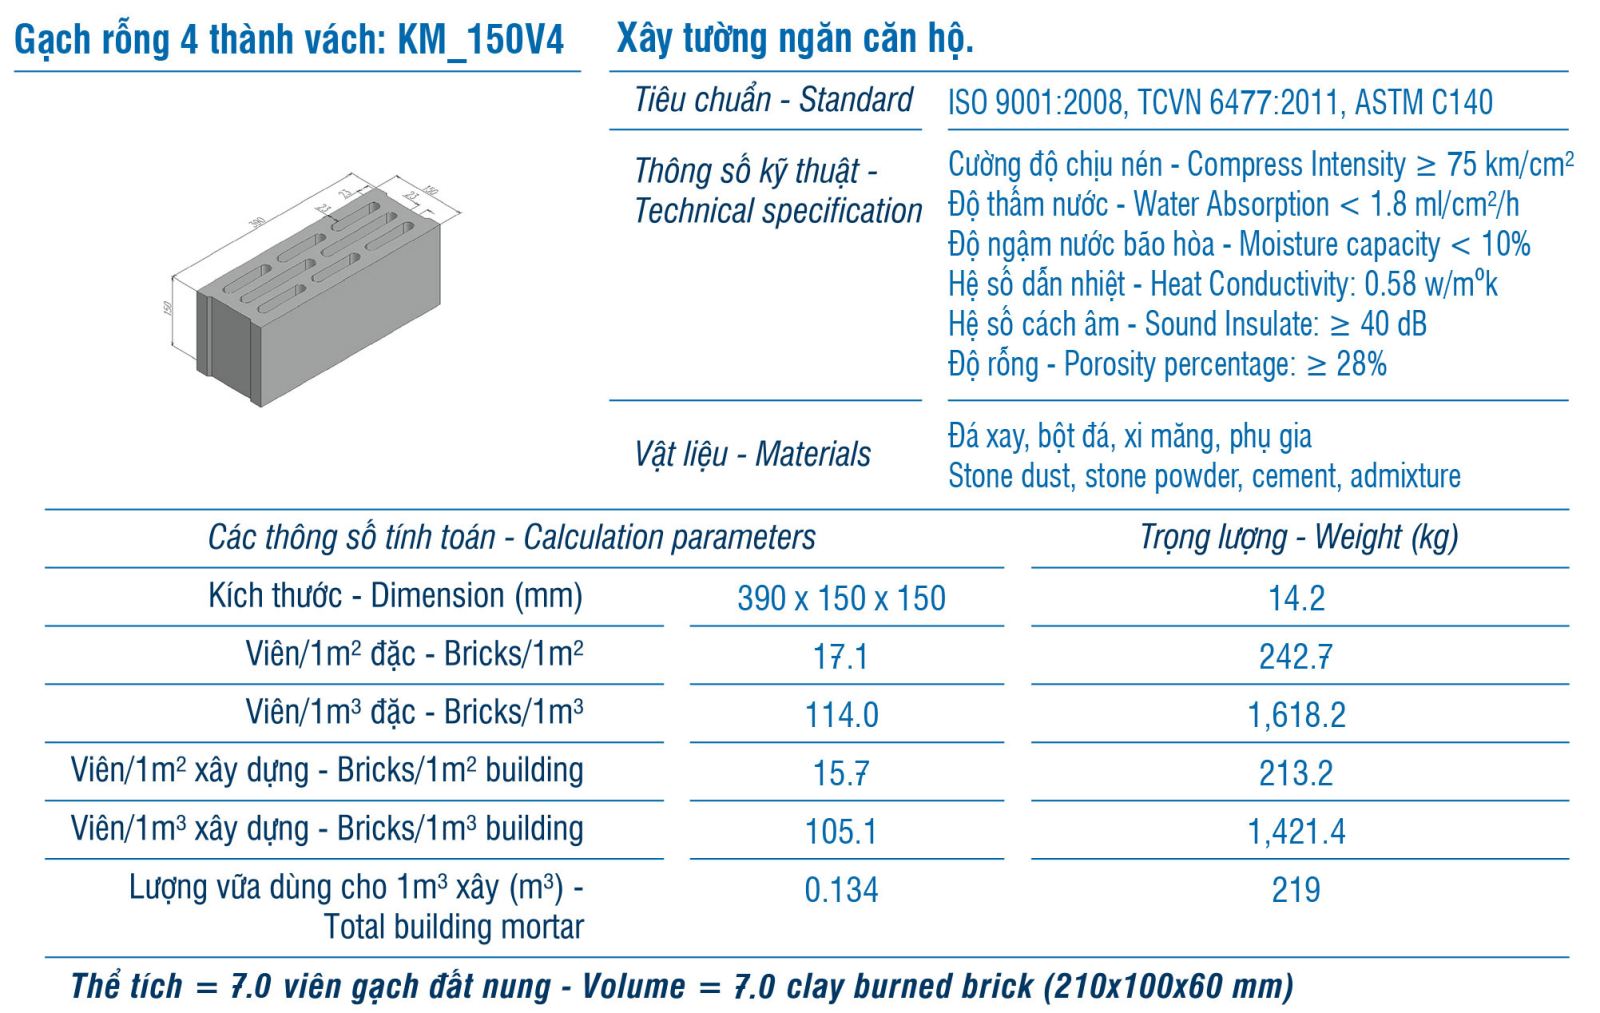 Gạch rỗng 4 thành vách: KM_150V4
Xây tường ngăn căn hộ.
Tiêu chuẩn - Standard
ISO 9001:2008, TCVN 6477:2011, ASTM C140
Thông số kỹ thuật -
Technical specification
Cường độ chịu nén - Compress Intensity ≥ 75 km/cm²
Độ thấm nước - Water Absorption < 1.8 ml/cm²/h
Độ ngậm nước bão hòa - Moisture capacity < 10%
Hệ số dẫn nhiệt - Heat Conductivity: 0.58 w/m⁰k
Hệ số cách âm - Sound Insulate: ≥ 40 dB
Độ rỗng - Porosity percentage: ≥ 28%
390
23
23
23
150
150
Vật liệu - Materials
Đá xay, bột đá, xi măng, phụ gia
Stone dust, stone powder, cement, admixture
Các thông số tính toán - Calculation parameters
Trọng lượng - Weight (kg)
Kích thước - Dimension (mm)
390 x 150 x 150
14.2
Viên/1m² đặc - Bricks/1m²
17.1
242.7
Viên/1m³ đặc - Bricks/1m³
114.0
1,618.2
Viên/1m² xây dựng - Bricks/1m² building
15.7
213.2
Viên/1m³ xây dựng - Bricks/1m³ building
105.1
1,421.4
Lượng vữa dùng cho 1m³ xây (m³) -
Total building mortar
0.134
219
Thể tích = 7.0 viên gạch đất nung - Volume = 7.0 clay burned brick (210x100x60 mm)